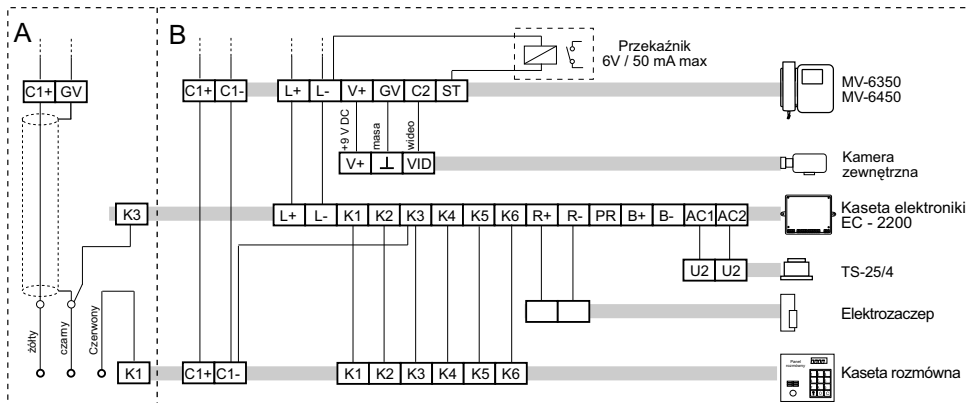 A
B
Przekaźnik
6V / 50 mA max
C1+ GV
C1+ C1- L+ L- V+ GV C2 ST
MV-6350
MV-6450
+9 V DC
masa
wideo
V+ VID
Kamera
zewnętrzna
K3
L+ L- K1 K2 K3 K4 K5 K6 R+ R- PR B+ B- AC1 AC2
Kaseta elektroniki
EC - 2200
U2 U2
TS-25/4
Elektrozaczep
żółty
czarny
Czerwony
K1
C1+ C1-
K1 K2 K3 K4 K5 K6
Panel
rozmówny
Kaseta rozmówna